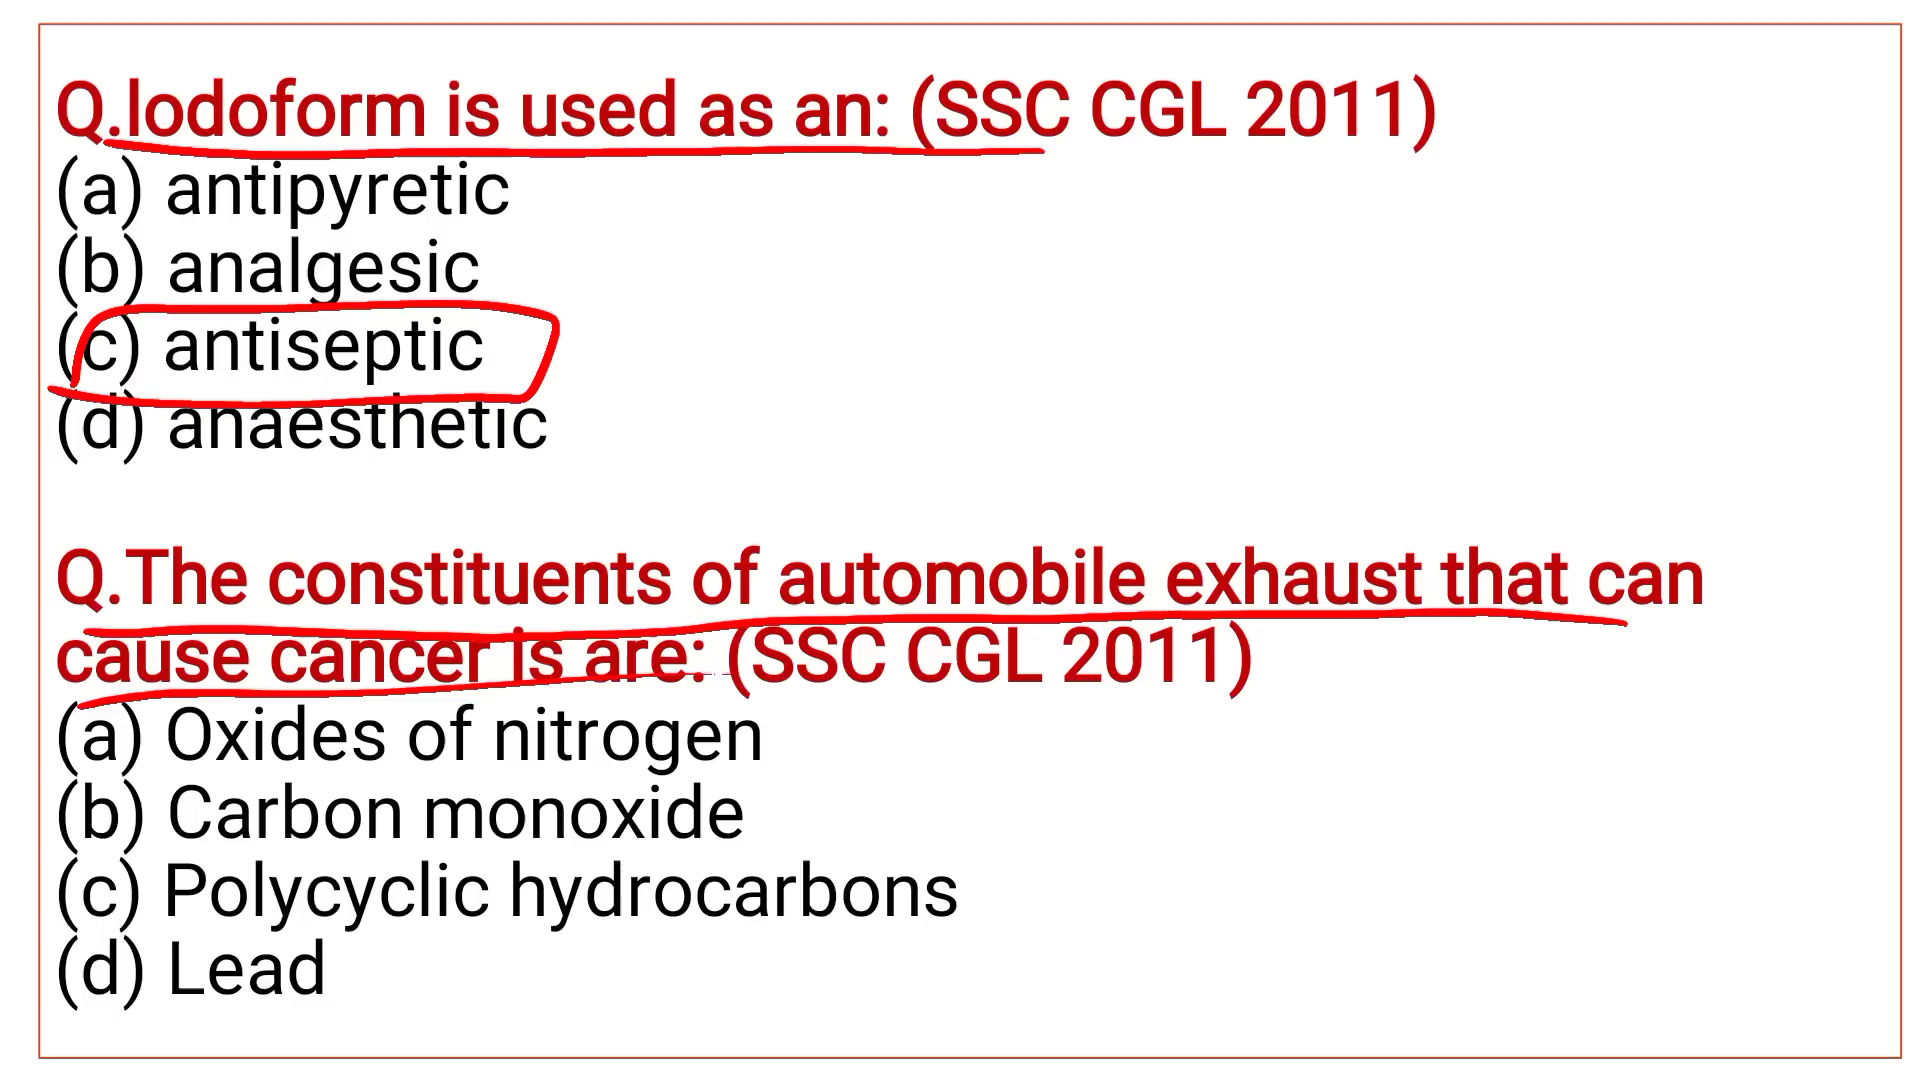 Q.Iodoform is used as an: (SSC CGL 2011)
(a) antipyretic
(b) analgesic
(c) antiseptic
(d) anaesthetic
Q.The constituents of automobile exhaust that can
cause cancer is are: (SSC CGL 2011)
(a) Oxides of nitrogen
(b) Carbon monoxide
(c) Polycyclic hydrocarbons
(d) Lead